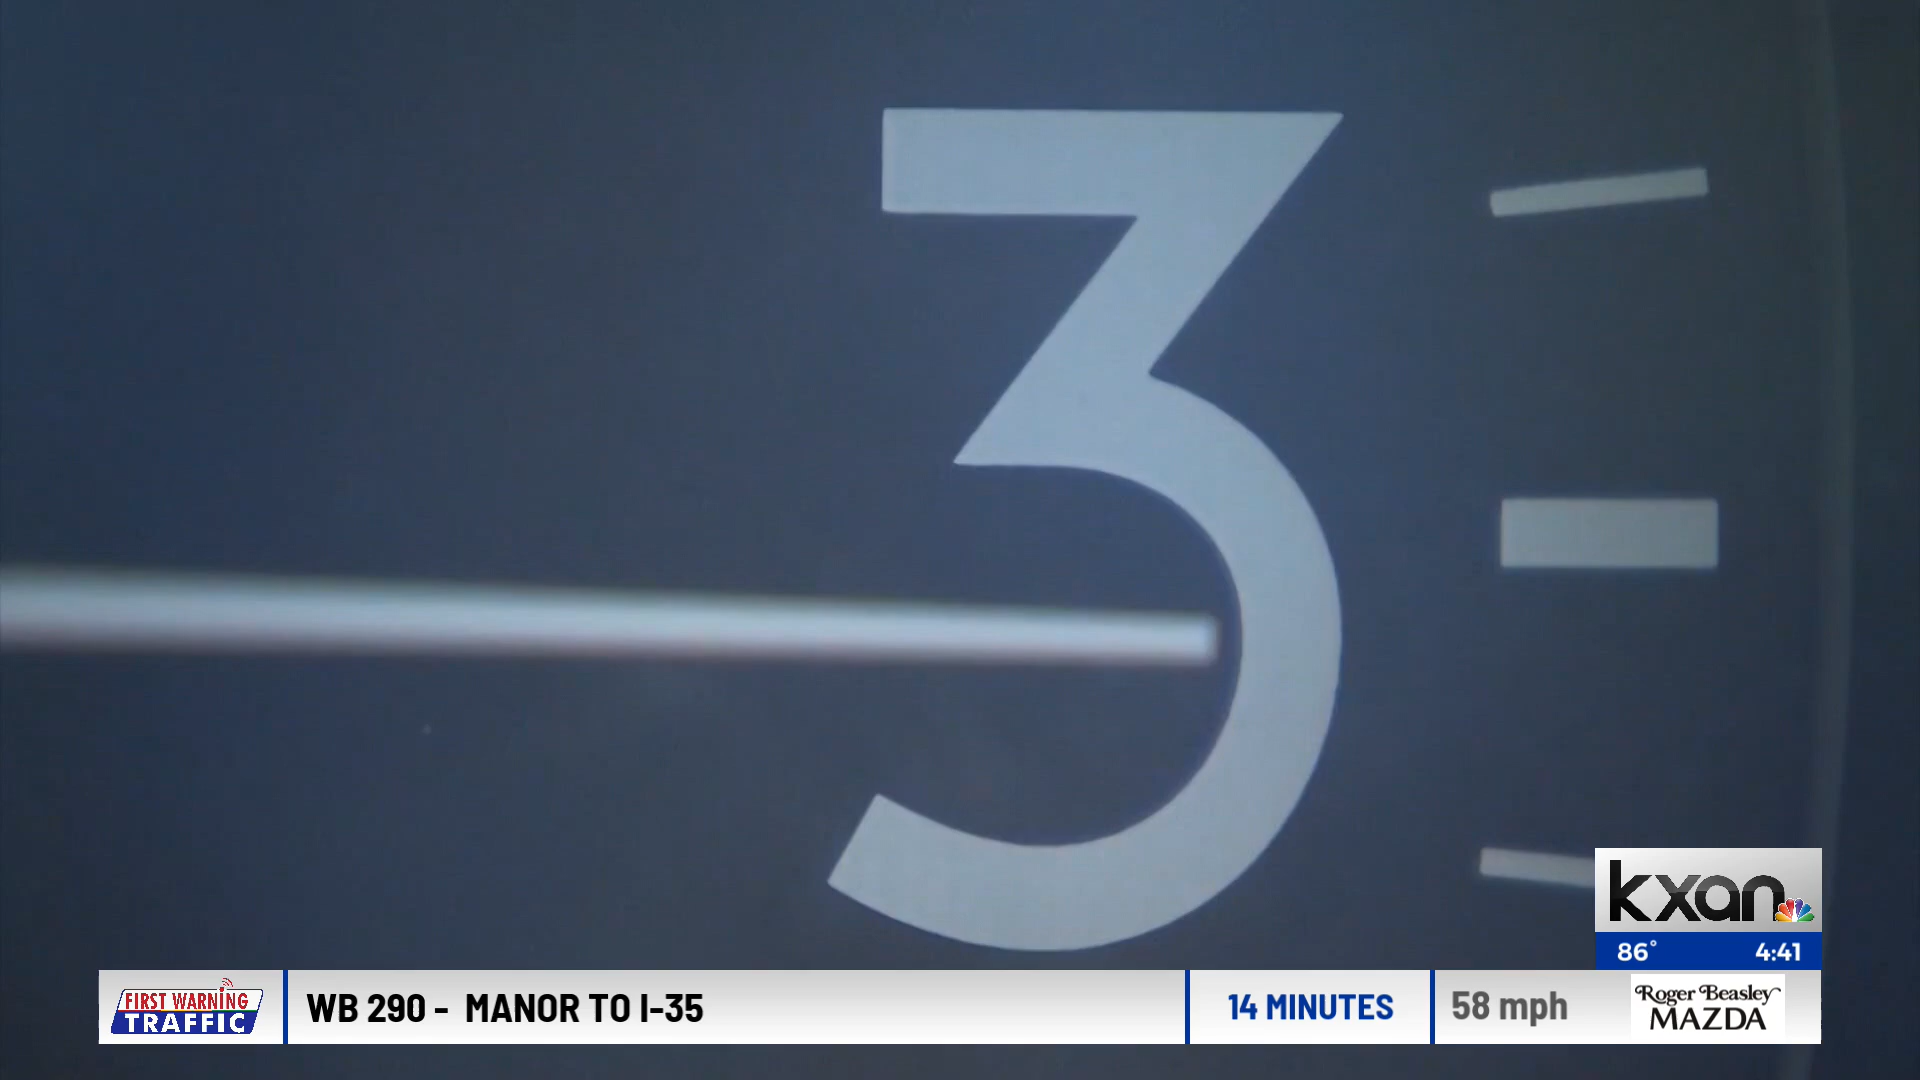 3
kxan
86° 4:41
FIRST WARNING
TRAFFIC
WB 290 - MANOR TO I-35
14 MINUTES
58 mph
Roger Beasley
MAZDA